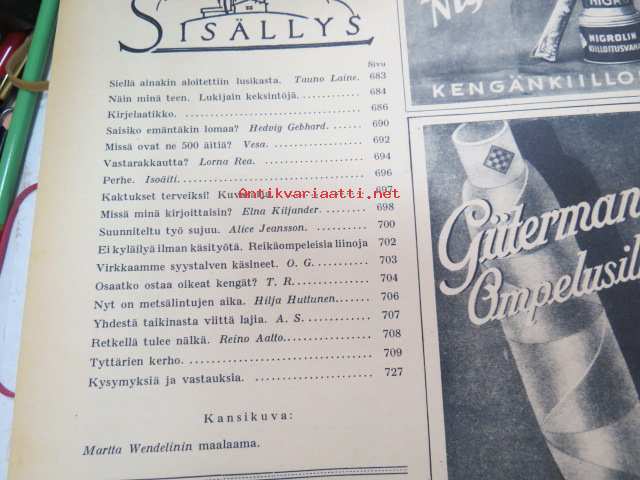 SISÄLLYS
Sivu
Siellä ainakin aloitettiin lusikasta. Tauno Laine. 683
Näin minä teen. Lukijain keksintöjä. 684
Kirjelaatikko. 686
Saisiko emäntäkin lomaa? Hedvig Gebhard. 690
Missä ovat ne 500 äitiä? Vesa. 692
Vastarakkautta? Lorna Rea. 694
Perhe. Isoäiti. 696
Kaktukset terveiksi! 697
Antikvariaatti.net
Missä minä kirjoittaisin? Elna Kiljander. 698
Suunniteltu työ sujuu. Alice Jeansson. 700
Ei kyläilyä ilman käsityötä. Reikäompeleisia liinoja 702
Virkkaamme syystalven käsineet. O. G. 703
Osaatko ostaa oikeat kengät? T. R. 704
Nyt on metsälintujen aika. Hilja Huttunen. 706
Yhdestä taikinasta viittä lajia. A. S. 707
Retkellä tulee nälkä. Reino Aalto. 708
Tyttärien kerho. 709
Kysymyksiä ja vastauksia. 727
Kansikuva:
Martta Wendelinin maalaama.
NIGROLIN
KIILLOITUSVAHA
KENGÄNKIILLO
Güterman
Ompelusil